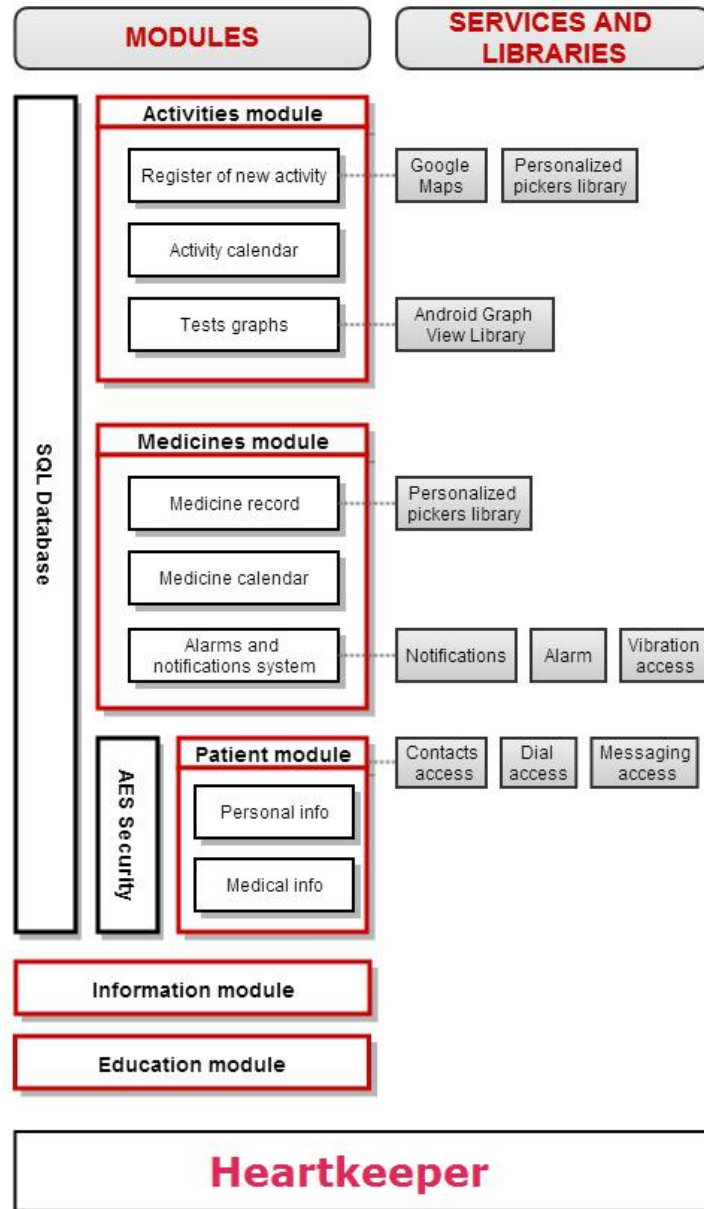 MODULES
SERVICES AND
LIBRARIES
Activities module
Register of new activity
Google
Maps
Personalized
pickers library
Activity calendar
Tests graphs
Android Graph
View Library
SQL Database
Medicines module
Medicine record
Personalized
pickers library
Medicine calendar
Alarms and
notifications system
Notifications
Alarm
Vibration
access
AES Security
Patient module
Contacts
access
Dial
access
Messaging
access
Personal info
Medical info
Information module
Education module
Heartkeeper